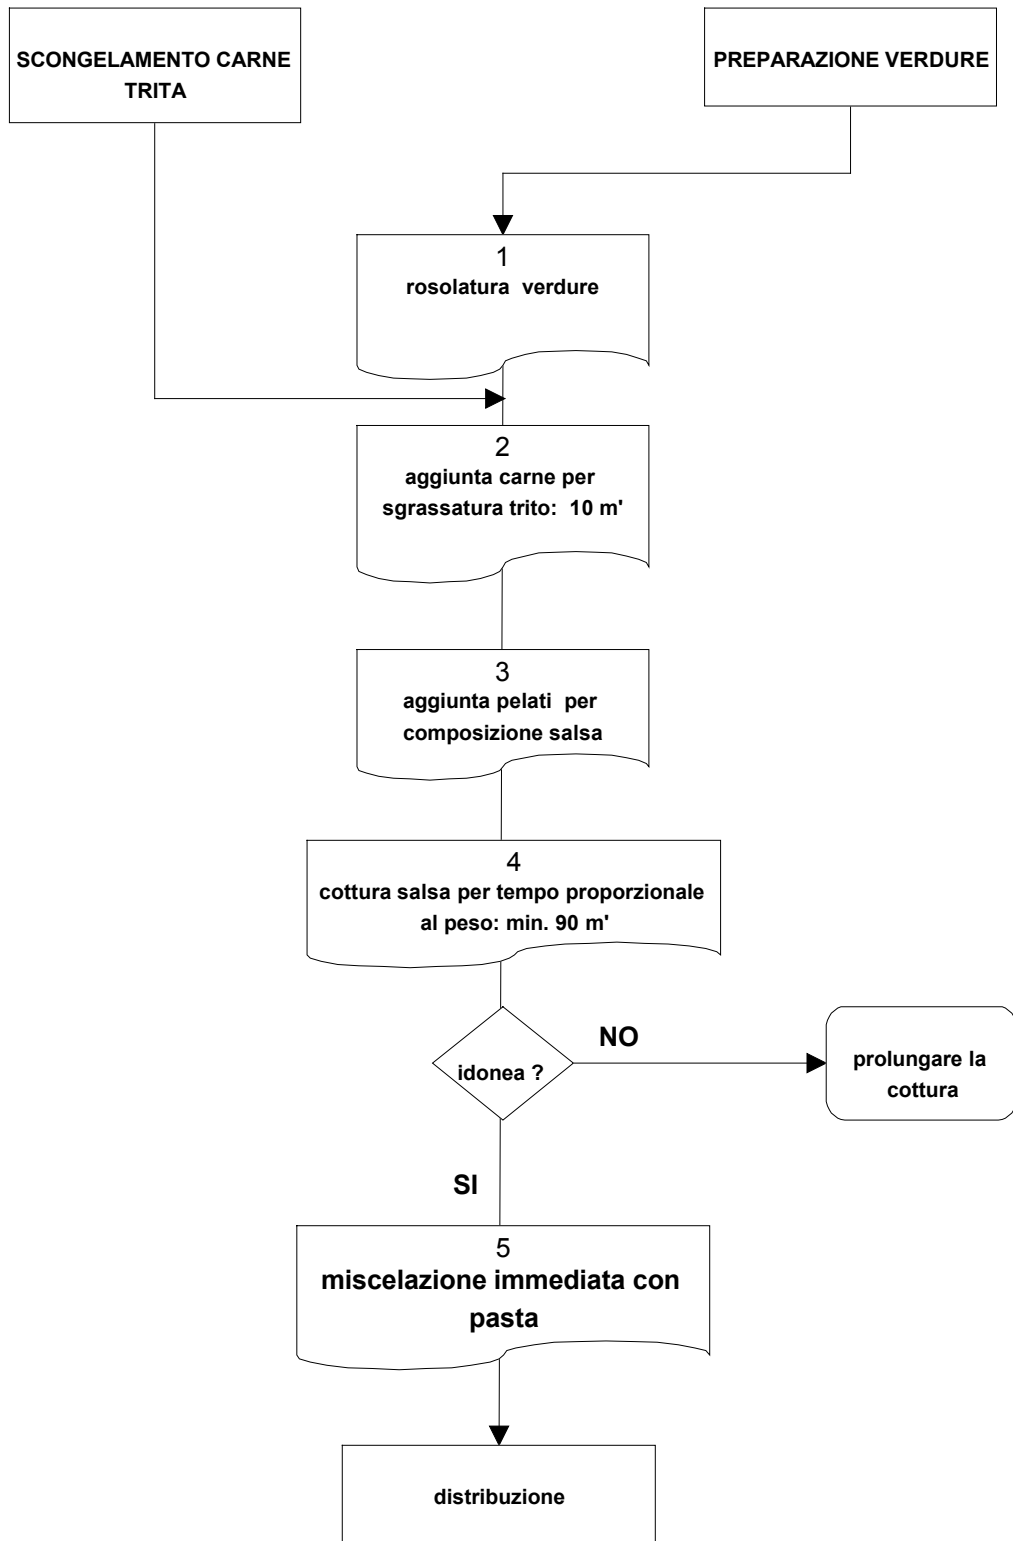 SCONGELAMENTO CARNE
TRITA
PREPARAZIONE VERDURE
1
rosolatura verdure
2
aggiunta carne per
sgrassatura trito: 10 m'
3
aggiunta pelati per
composizione salsa
4
cottura salsa per tempo proporzionale
al peso: min. 90 m'
idonea ?
NO
prolungare la
cottura
SI
5
miscelazione immediata con
pasta
distribuzione